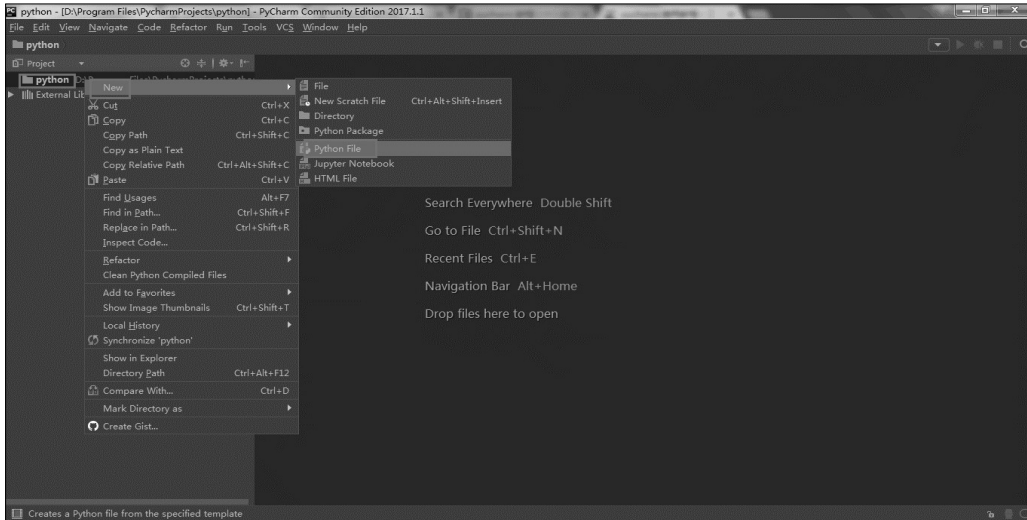 python - [D:\Program Files\PycharmProjects\python] - PyCharm Community Edition 2017.1.1
File Edit View Navigate Code Refactor Run Tools VCS Window Help
python
Project
python
External Lib
New
Cut Ctrl+X
Copy Ctrl+C
Copy Path Ctrl+Shift+C
Copy as Plain Text
Copy Relative Path Ctrl+Alt+Shift+C
Paste Ctrl+V
Find Usages Alt+F7
Find in Path... Ctrl+Shift+F
Replace in Path... Ctrl+Shift+R
Inspect Code...
Refactor
Clean Python Compiled Files
Add to Favorites
Show Image Thumbnails Ctrl+Shift+T
Local History
Synchronize 'python'
Show in Explorer
Directory Path Ctrl+Alt+F12
Compare With... Ctrl+D
Mark Directory as
Create Gist...
File
New Scratch File Ctrl+Alt+Shift+Insert
Directory
Python Package
Python File
Jupyter Notebook
HTML File
Search Everywhere Double Shift
Go to File Ctrl+Shift+N
Recent Files Ctrl+E
Navigation Bar Alt+Home
Drop files here to open
Creates a Python file from the specified template